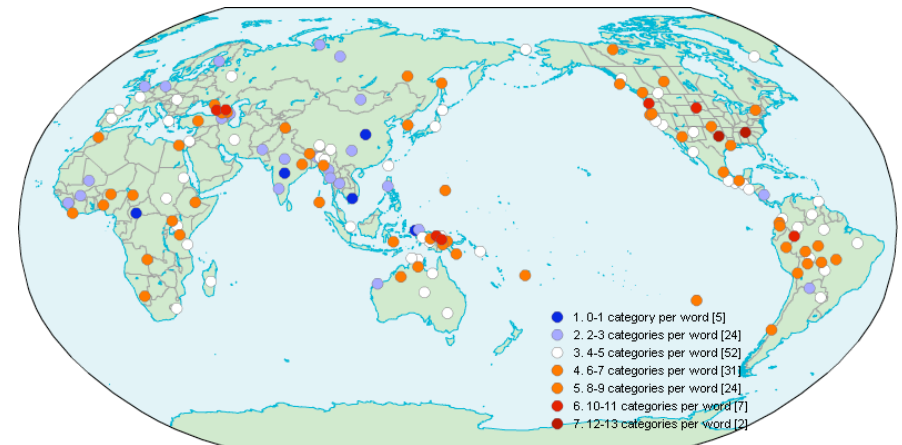 1. 0-1 category per word [5]
2. 2-3 categories per word [24]
3. 4-5 categories per word [52]
4. 6-7 categories per word [31]
5. 8-9 categories per word [24]
6. 10-11 categories per word [7]
7. 12-13 categories per word [2]